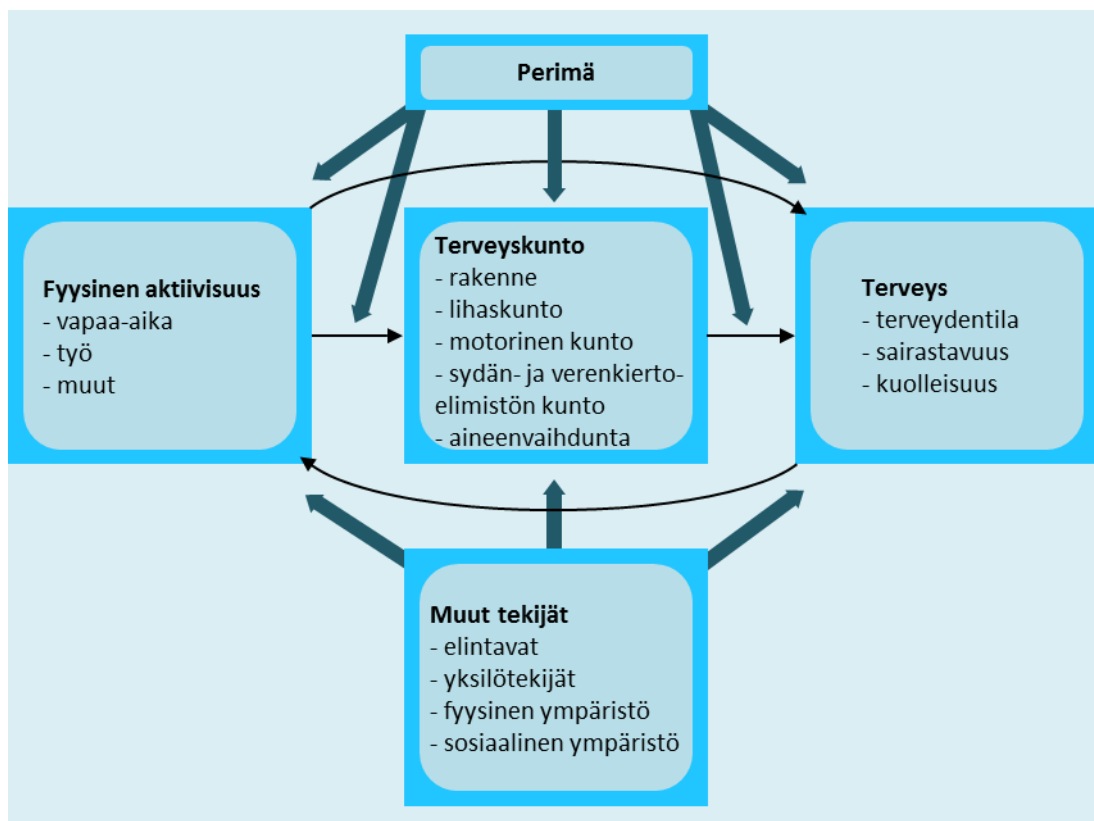 Perimä
Fyysinen aktiivisuus
- vapaa-aika
- työ
- muut
Terveyskunto
- rakenne
- lihaskunto
- motorinen kunto
- sydän- ja verenkierto-
elimistön kunto
- aineenvaihdunta
Terveys
- terveydentila
- sairastavuus
- kuolleisuus
Muut tekijät
- elintavat
- yksilötekijät
- fyysinen ympäristö
- sosiaalinen ympäristö